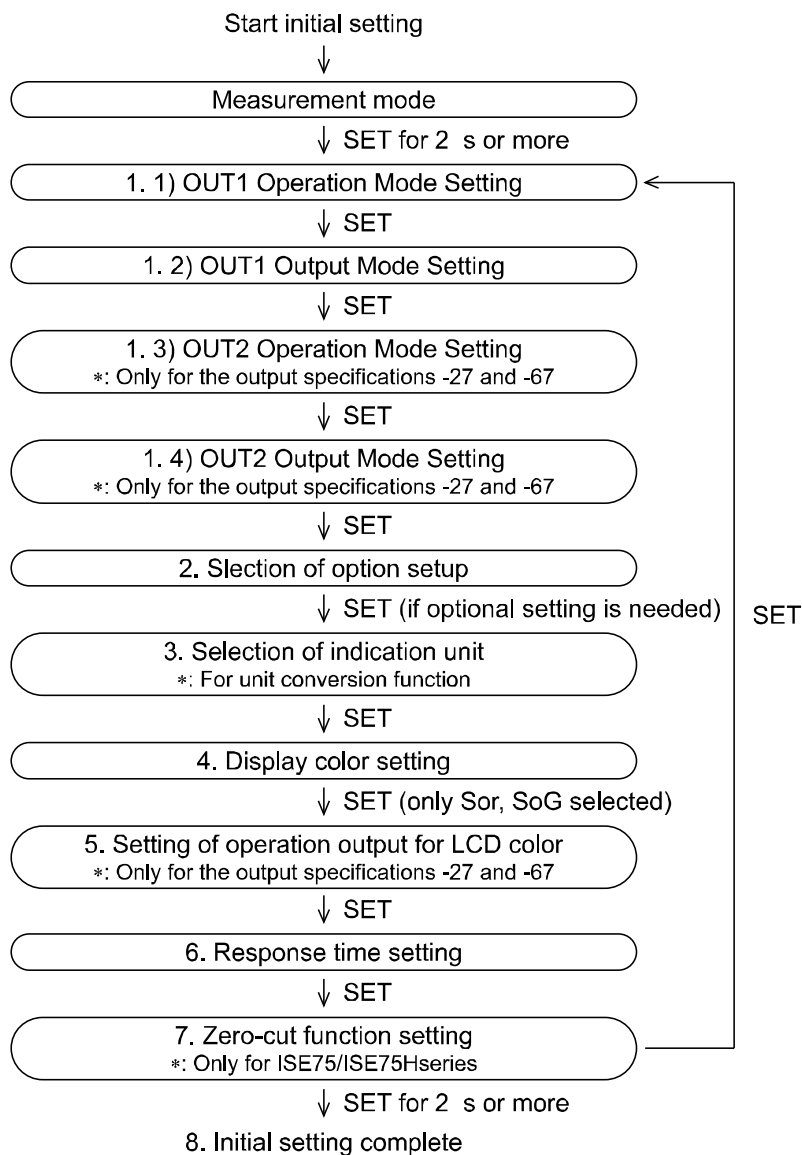 Start initial setting
↓
Measurement mode
↓ SET for 2 s or more
1. 1) OUT1 Operation Mode Setting
↓ SET
1. 2) OUT1 Output Mode Setting
↓ SET
1. 3) OUT2 Operation Mode Setting
*: Only for the output specifications -27 and -67
↓ SET
1. 4) OUT2 Output Mode Setting
*: Only for the output specifications -27 and -67
↓ SET
2. Slection of option setup
↓ SET (if optional setting is needed)
SET
3. Selection of indication unit
*: For unit conversion function
↓ SET
4. Display color setting
↓ SET (only Sor, SoG selected)
5. Setting of operation output for LCD color
*: Only for the output specifications -27 and -67
↓ SET
6. Response time setting
↓ SET
7. Zero-cut function setting
*: Only for ISE75/ISE75Hseries
↓ SET for 2 s or more
8. Initial setting complete